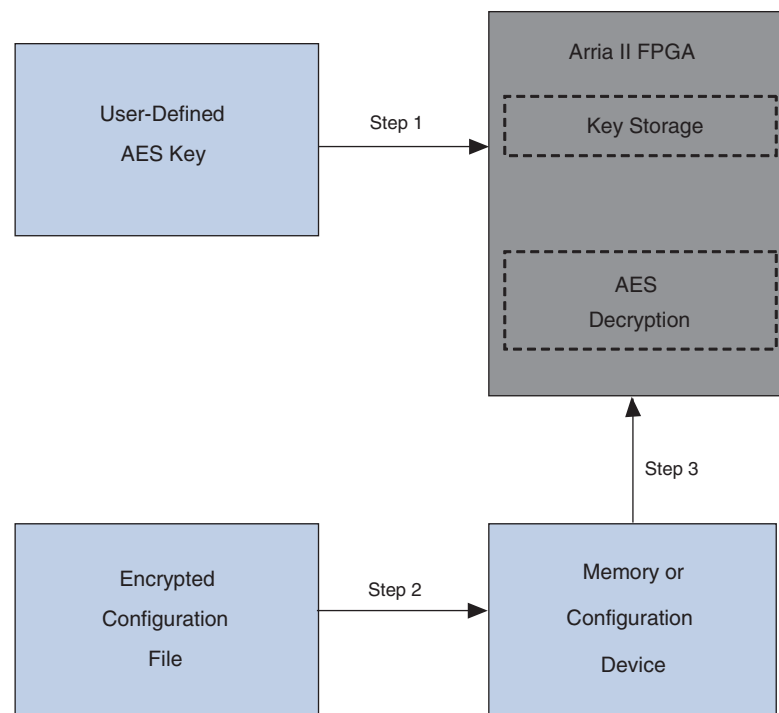 User-Defined
AES Key
Step 1
Arria II FPGA
Key Storage
AES
Decryption
Step 3
Encrypted
Configuration
File
Step 2
Memory or
Configuration
Device